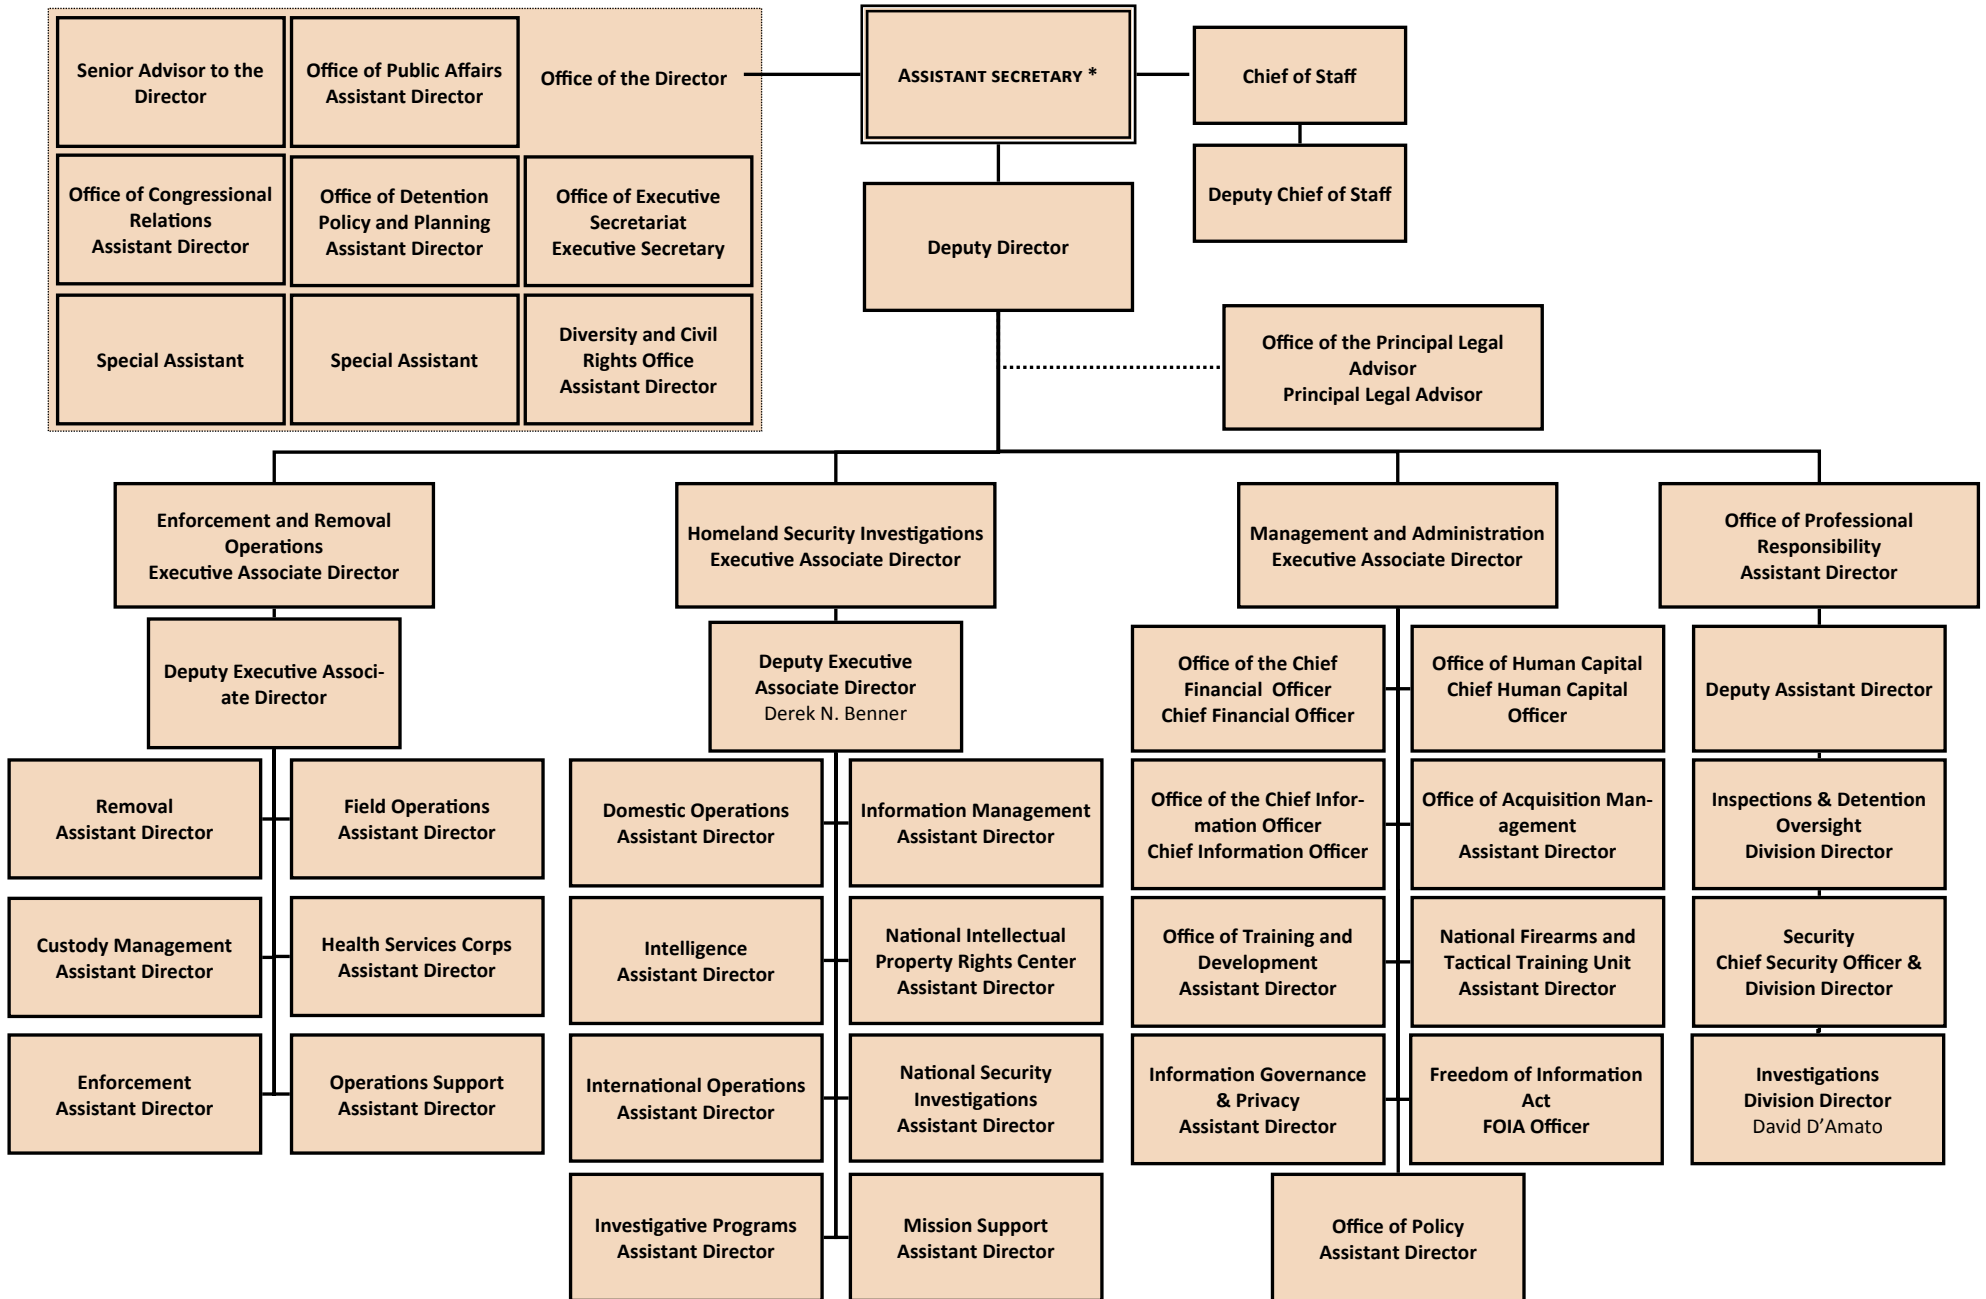 Senior Advisor to the
Director
Office of Public Affairs
Assistant Director
Office of the Director
ASSISTANT SECRETARY *
Chief of Staff
Office of Congressional
Relations
Assistant Director
Office of Detention
Policy and Planning
Assistant Director
Office of Executive
Secretariat
Executive Secretary
Deputy Director
Deputy Chief of Staff
Special Assistant
Special Assistant
Diversity and Civil
Rights Office
Assistant Director
Office of the Principal Legal
Advisor
Principal Legal Advisor
Enforcement and Removal
Operations
Executive Associate Director
Homeland Security Investigations
Executive Associate Director
Management and Administration
Executive Associate Director
Office of Professional
Responsibility
Assistant Director
Deputy Executive Associ-
ate Director
Deputy Executive
Associate Director
Derek N. Benner
Office of the Chief
Financial Officer
Chief Financial Officer
Office of Human Capital
Chief Human Capital
Officer
Deputy Assistant Director
Removal
Assistant Director
Field Operations
Assistant Director
Domestic Operations
Assistant Director
Information Management
Assistant Director
Office of the Chief Infor-
mation Officer
Chief Information Officer
Office of Acquisition Man-
agement
Assistant Director
Inspections & Detention
Oversight
Division Director
Custody Management
Assistant Director
Health Services Corps
Assistant Director
Intelligence
Assistant Director
National Intellectual
Property Rights Center
Assistant Director
Office of Training and
Development
Assistant Director
National Firearms and
Tactical Training Unit
Assistant Director
Security
Chief Security Officer &
Division Director
Enforcement
Assistant Director
Operations Support
Assistant Director
International Operations
Assistant Director
National Security
Investigations
Assistant Director
Information Governance
& Privacy
Assistant Director
Freedom of Information
Act
FOIA Officer
Investigations
Division Director
David D’Amato
Investigative Programs
Assistant Director
Mission Support
Assistant Director
Office of Policy
Assistant Director